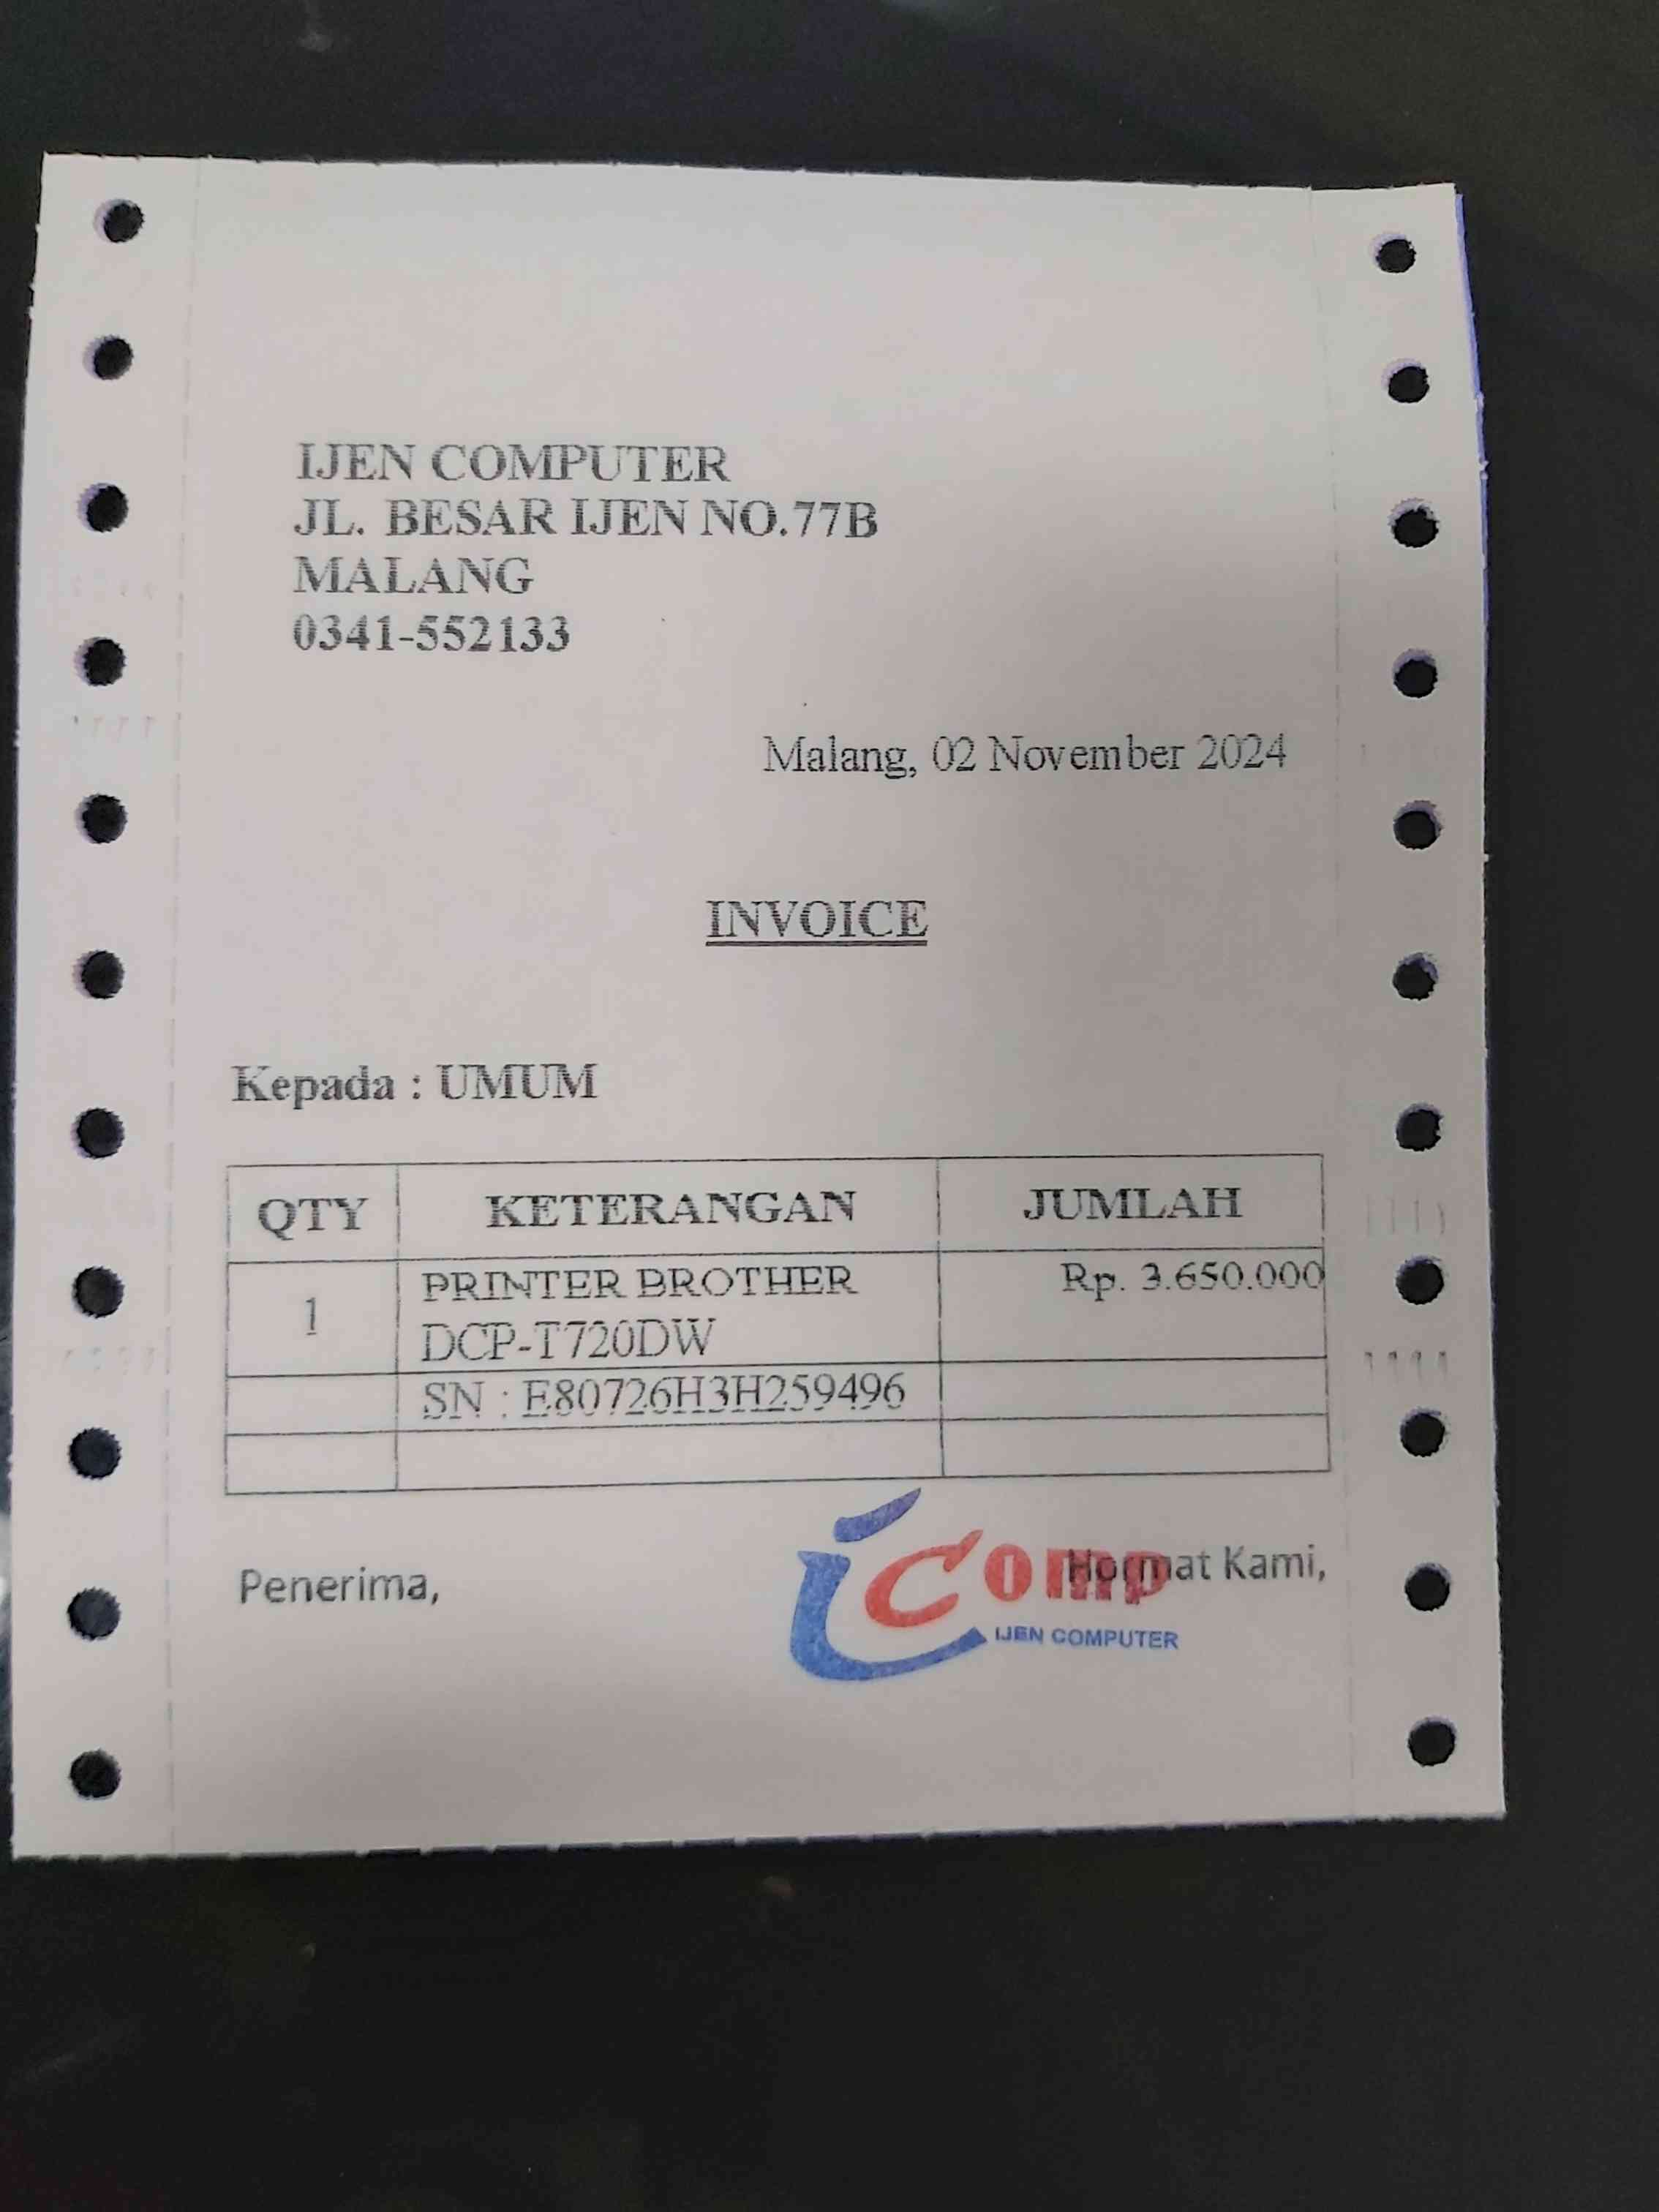 IJEN COMPUTER
JL. BESAR IJEN NO.77B
MALANG
0341-552133
Malang, 02 November 2024
INVOICE
Kepada : UMUM
QTY KETERANGAN JUMLAH
1 PRINTER BROTHER Rp. 3.650.000
DCP-T720DW
SN : E80726H3H259496
Penerima, Hormat Kami,
iComp
IJEN COMPUTER